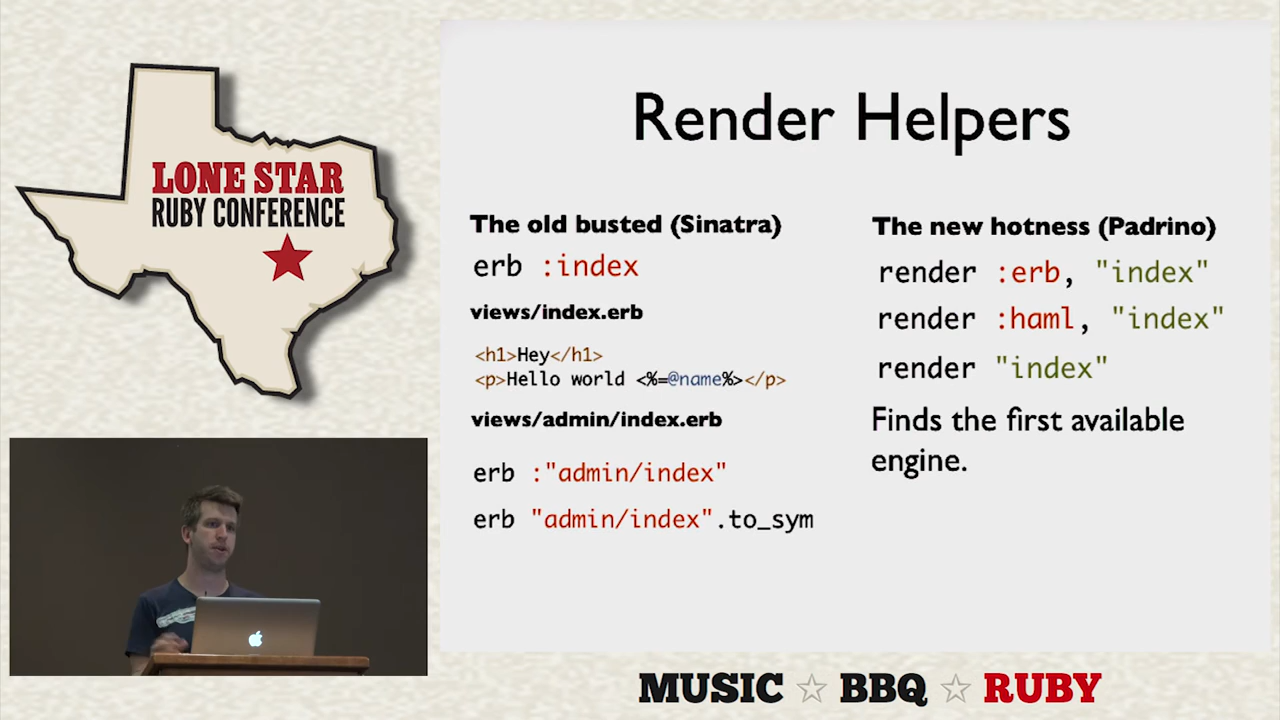 LONE STAR
RUBY CONFERENCE
Render Helpers
The old busted (Sinatra)
erb :index
views/index.erb
<h1>Hey</h1>
<p>Hello world <%=@name%></p>
views/admin/index.erb
erb :"admin/index"
erb "admin/index".to_sym
The new hotness (Padrino)
render :erb, "index"
render :haml, "index"
render "index"
Finds the first available
engine.
MUSIC ☆ BBQ ☆ RUBY